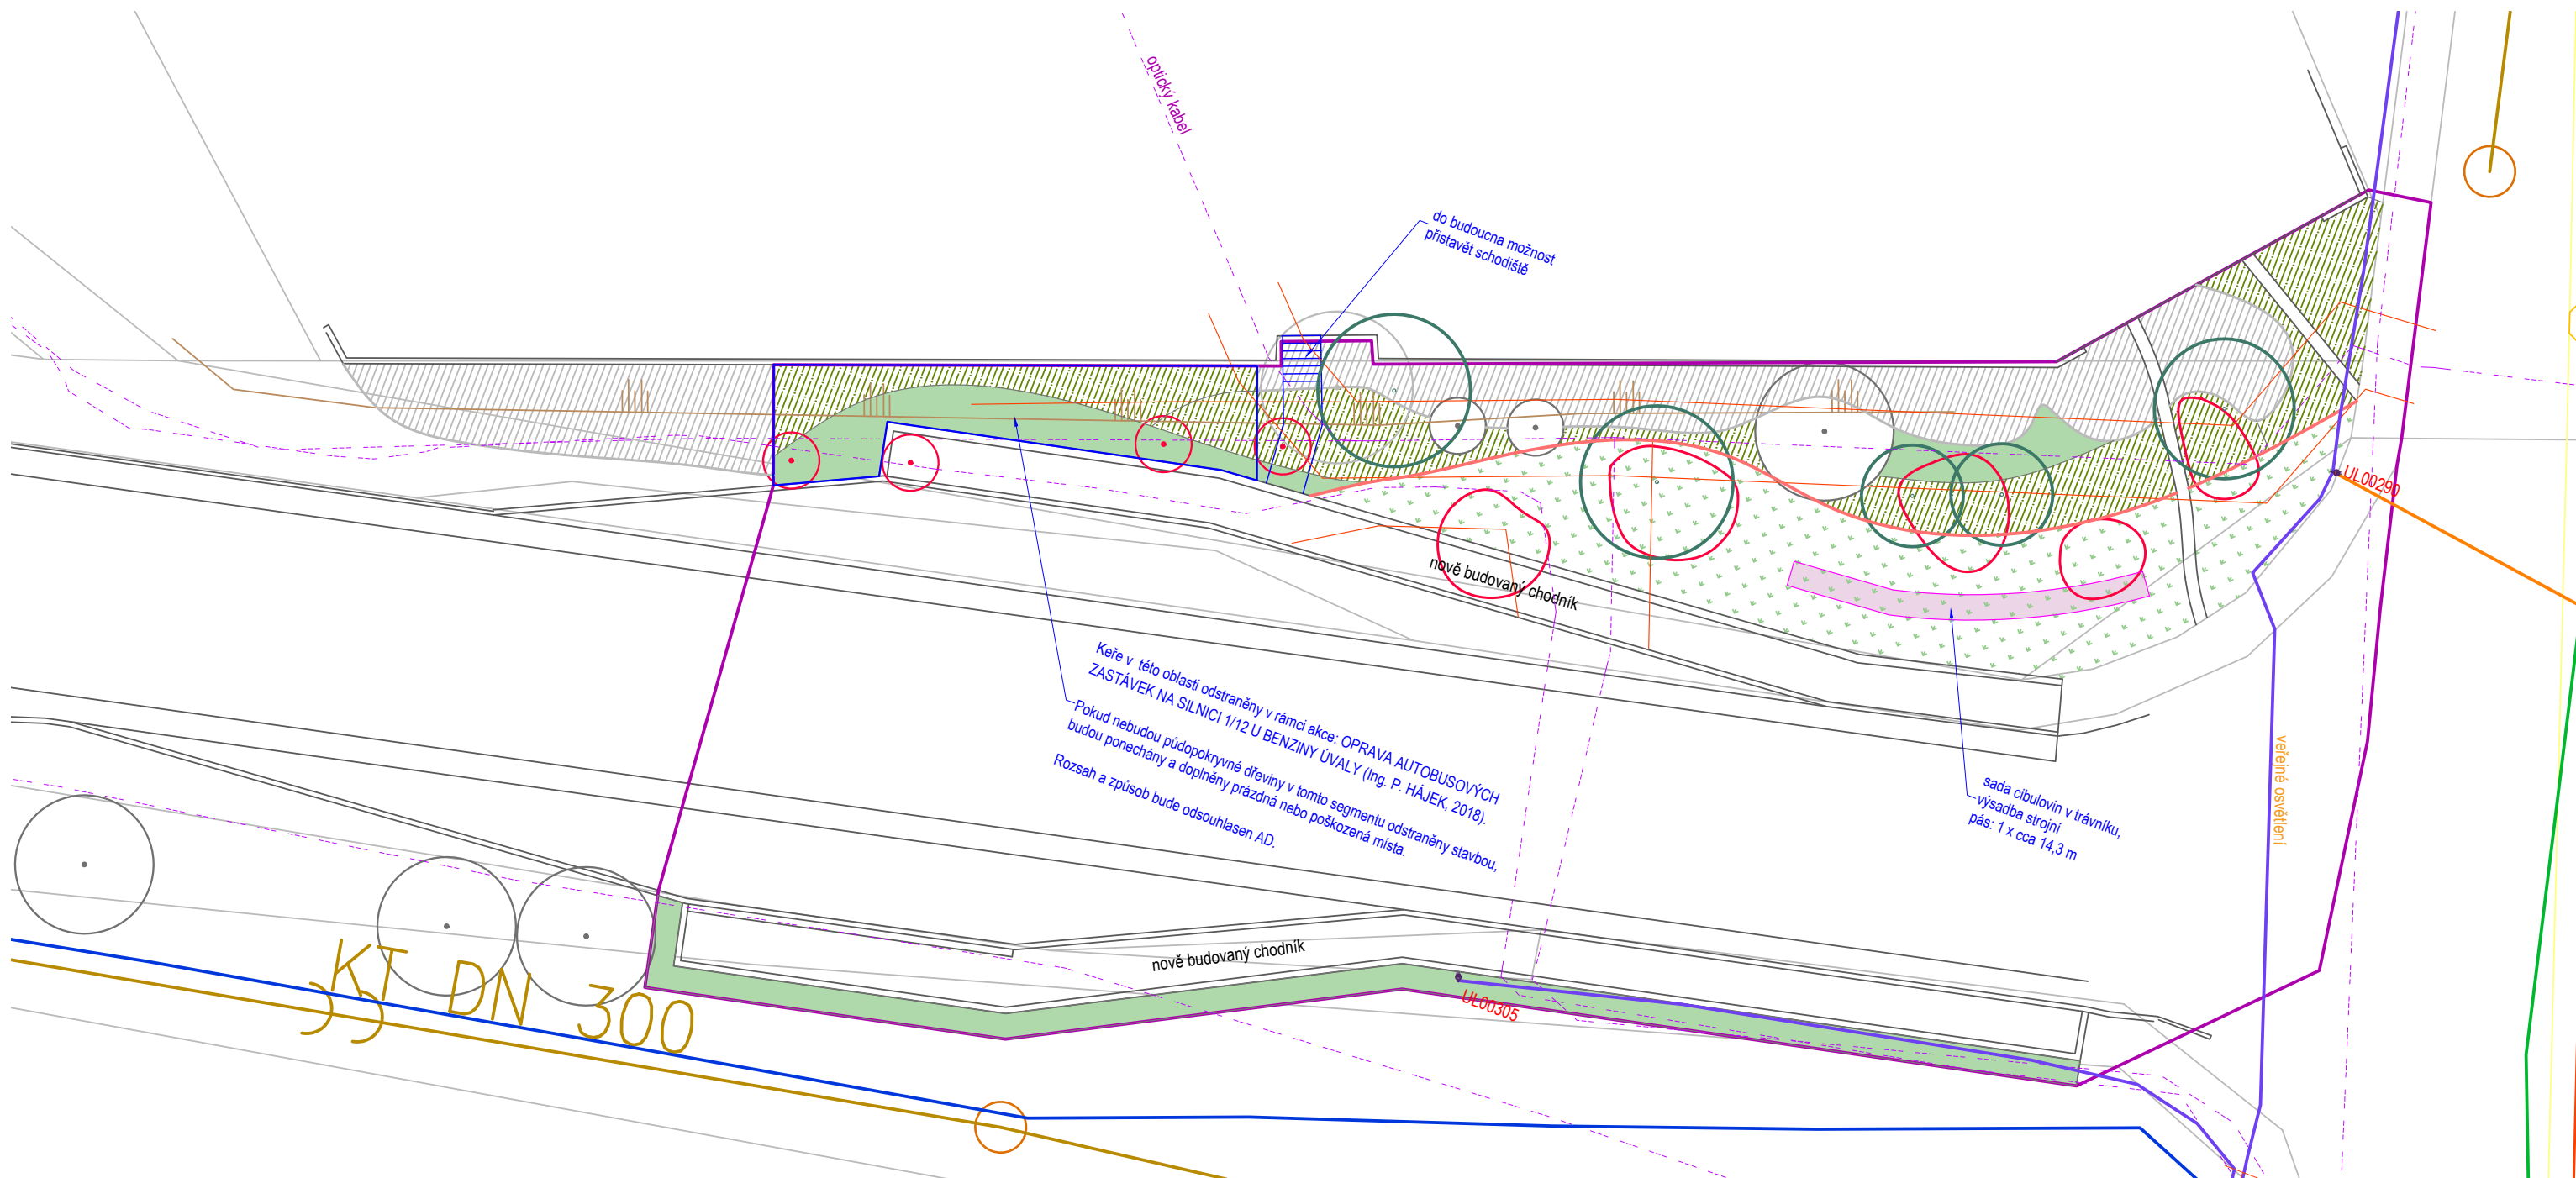 optický kabel
do budoucna možnost
přistavět schodiště
UL00290
nově budovaný chodník
Keře v této oblasti odstraněny v rámci akce: OPRAVA AUTOBUSOVÝCH
ZASTÁVEK NA SILNICI 1/12 U BENZINY ÚVALY (Ing. P. HÁJEK, 2018).
Pokud nebudou půdopokryvné dřeviny v tomto segmentu odstraněny stavbou,
budou ponechány a doplněny prázdná nebo poškozená místa.
Rozsah a způsob bude odsouhlasen AD.
sada cibulovin v trávníku,
výsadba strojní
pás: 1 x cca 14,3 m
veřejné osvětlení
nově budovaný chodník
UL00305
KT DN 300